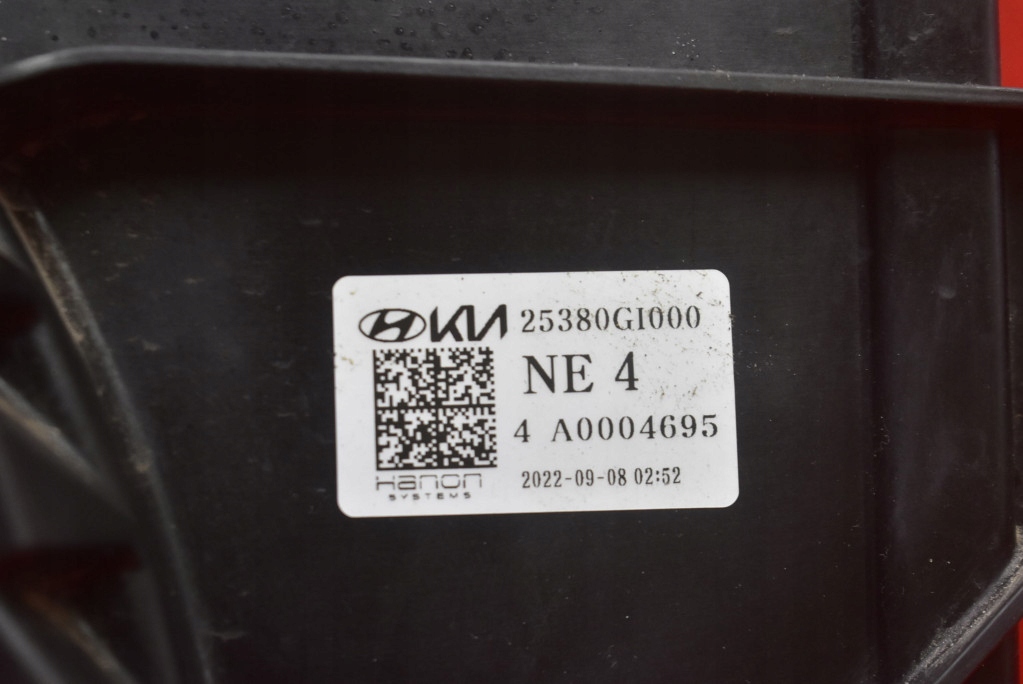 KIA 25380GI000
NE 4
4 A0004695
Hanon
SYSTEMS
2022-09-08 02:52